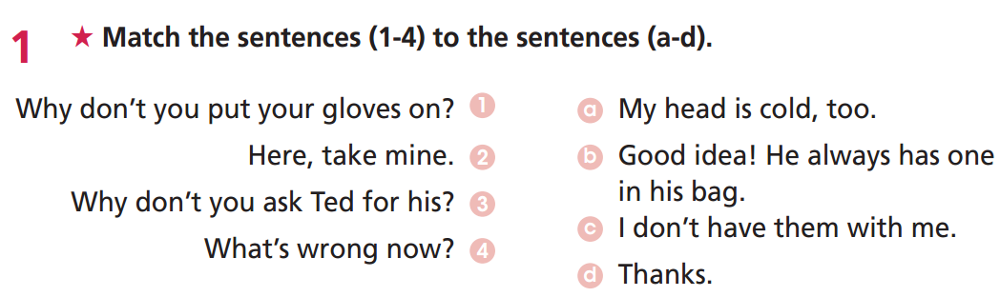 1 ★ Match the sentences (1-4) to the sentences (a-d).
Why don't you put your gloves on? 1
Here, take mine. 2
Why don't you ask Ted for his? 3
What's wrong now? 4
a My head is cold, too.
b Good idea! He always has one
in his bag.
c I don't have them with me.
d Thanks.